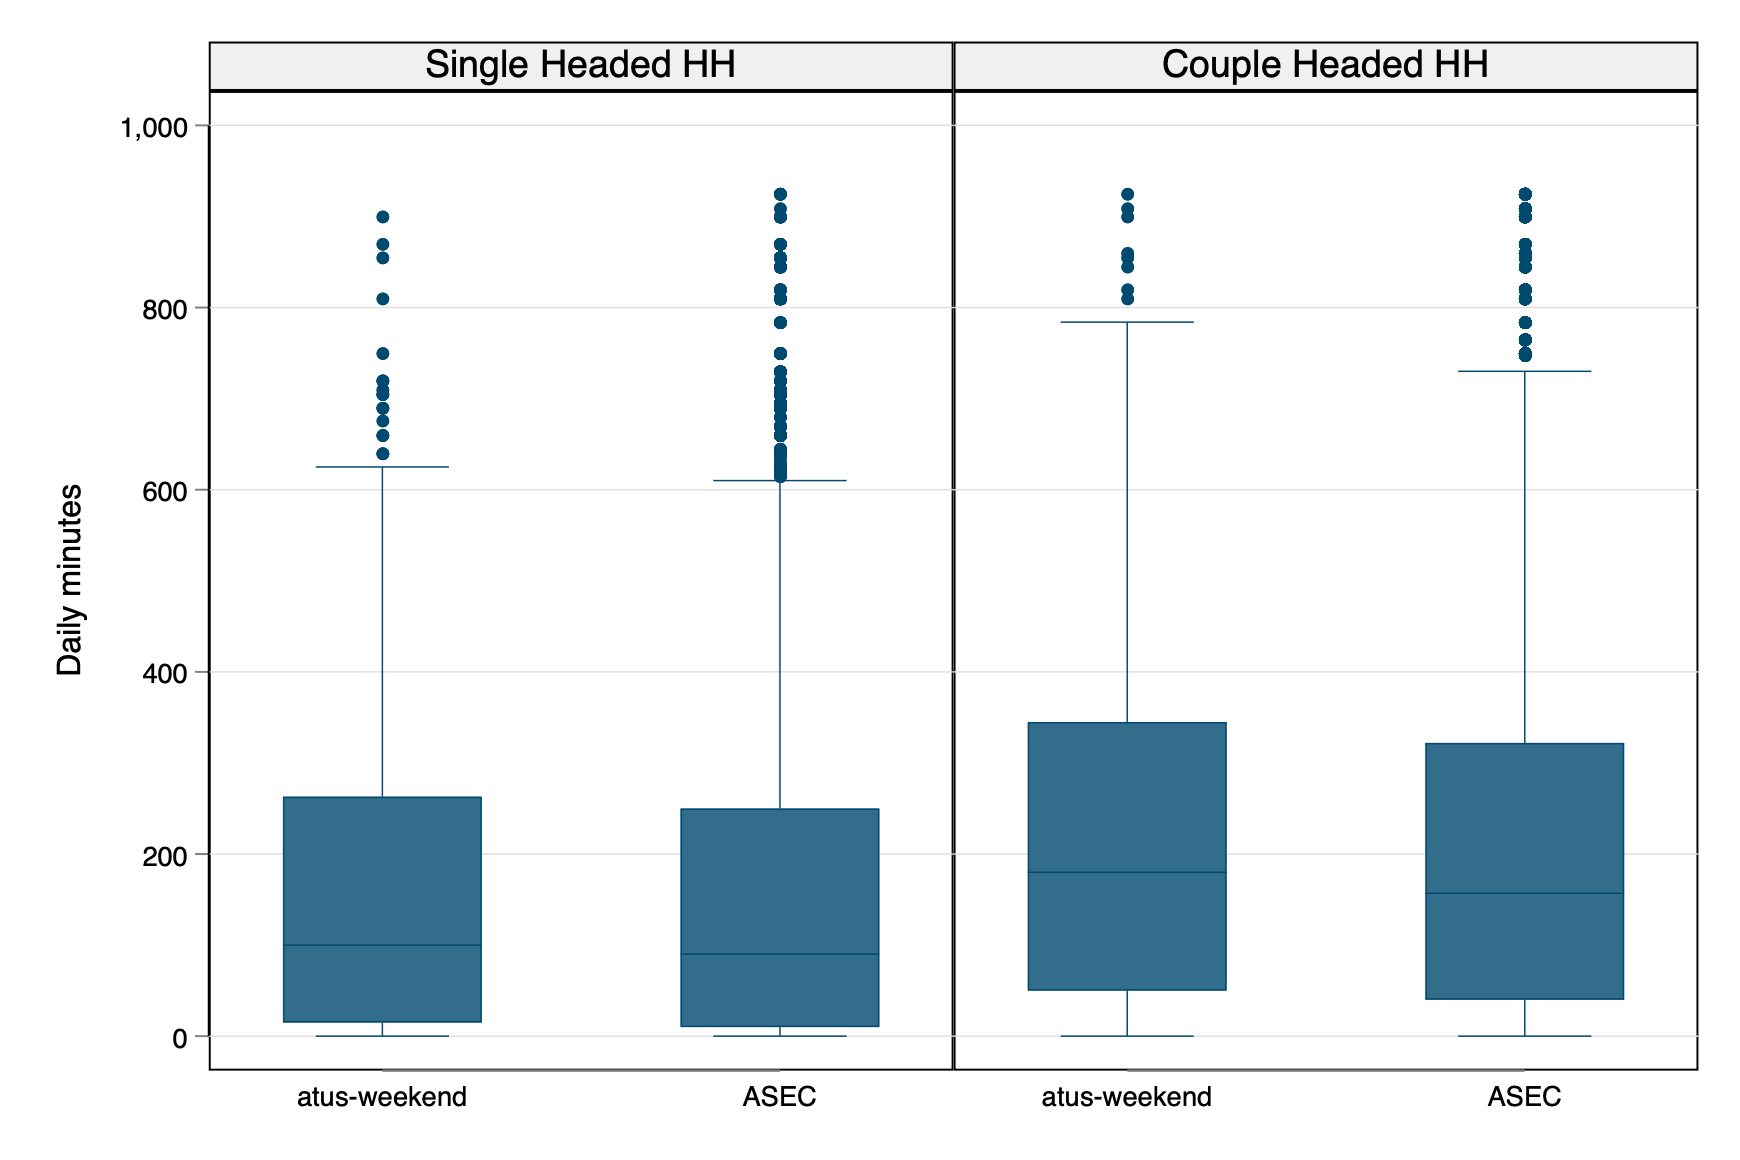 Single Headed HH
Couple Headed HH
Daily minutes
1,000
800
600
400
200
0
atus-weekend
ASEC
atus-weekend
ASEC